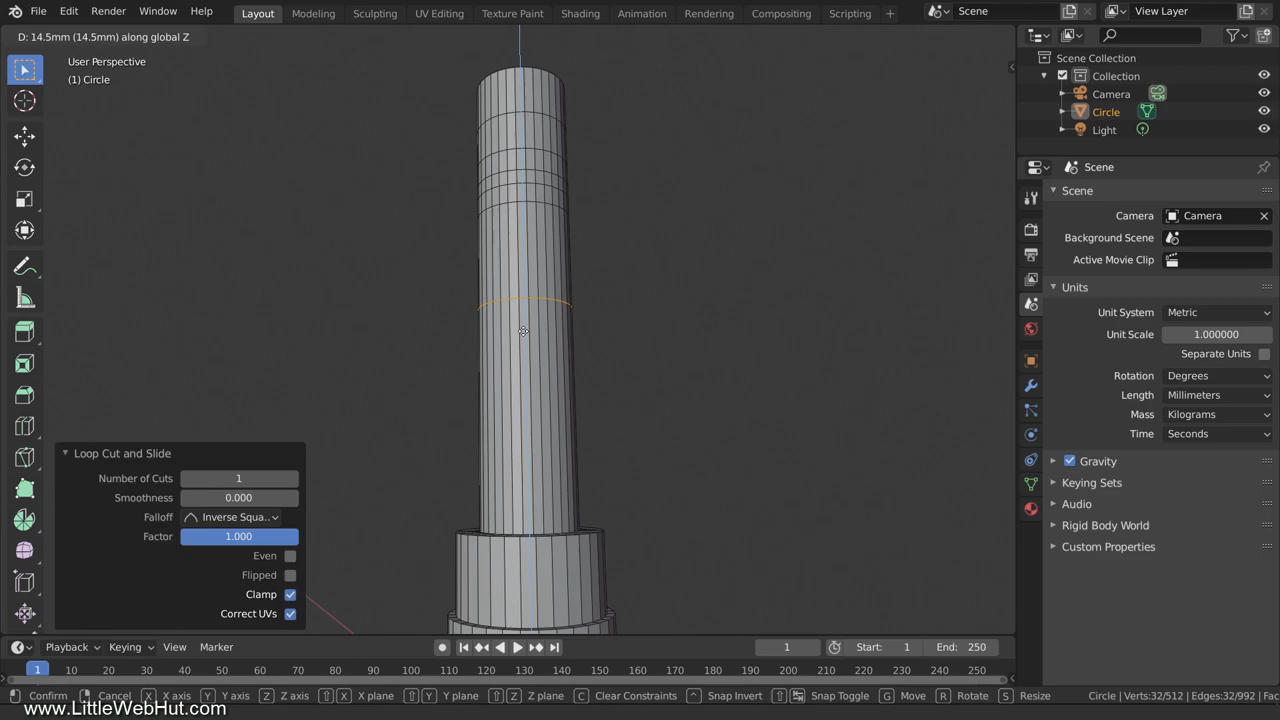 File Edit Render Window Help
Layout Modeling Sculpting UV Editing Texture Paint Shading Animation Rendering Compositing Scripting
Scene
View Layer
D: 14.5mm (14.5mm) along global Z
User Perspective
(1) Circle
Scene Collection
Collection
Camera
Circle
Light
Scene
Scene
Camera Camera
Background Scene
Active Movie Clip
Units
Unit System Metric
Unit Scale 1.000000
Separate Units
Rotation Degrees
Length Millimeters
Mass Kilograms
Time Seconds
Gravity
Keying Sets
Audio
Rigid Body World
Custom Properties
Loop Cut and Slide
Number of Cuts 1
Smoothness 0.000
Falloff Inverse Squa..
Factor 1.000
Even
Flipped
Clamp
Correct UVs
Playback Keying View Marker
1
Start: 1
End: 250
1 10 20 30 40 50 60 70 80 90 100 110 120 130 140 150 160 170 180 190 200 210 220 230 240 250
Confirm Cancel X X axis Y Y axis Z Z axis X X plane Y Y plane Z Z plane C Clear Constraints Snap Invert Snap Toggle G Move R Rotate S Resize
Circle | Verts:32/512 | Edges:32/992 | Faces
www.LittleWebHut.com